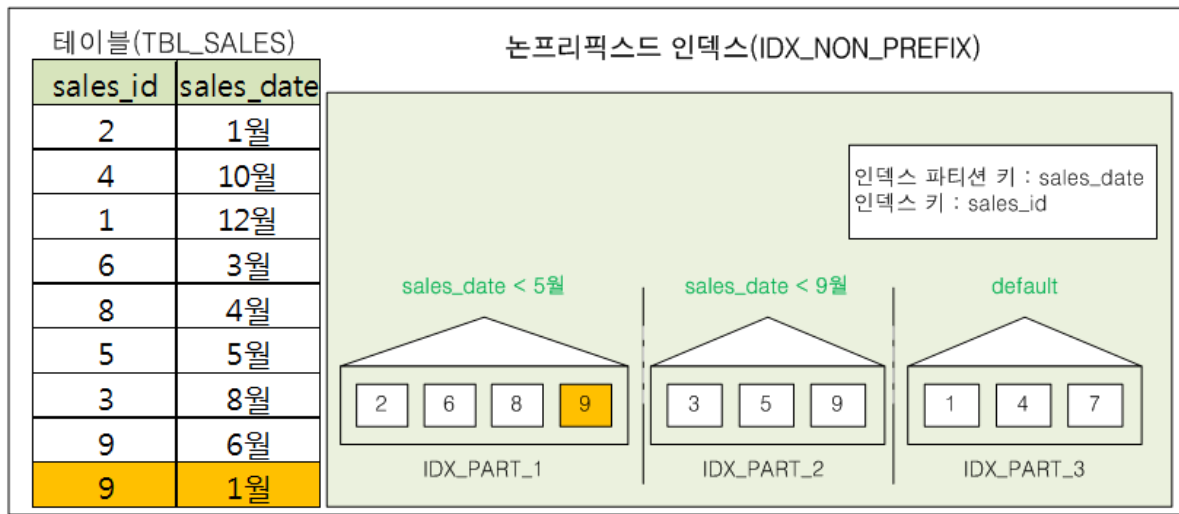 테이블(TBL_SALES)
논프리픽스드 인덱스(IDX_NON_PREFIX)
sales_id sales_date
2 1월
4 10월
1 12월
6 3월
8 4월
5 5월
3 8월
9 6월
9 1월
인덱스 파티션 키 : sales_date
인덱스 키 : sales_id
sales_date < 5월 sales_date < 9월 default
2 6 8 9 3 5 9 1 4 7
IDX_PART_1 IDX_PART_2 IDX_PART_3